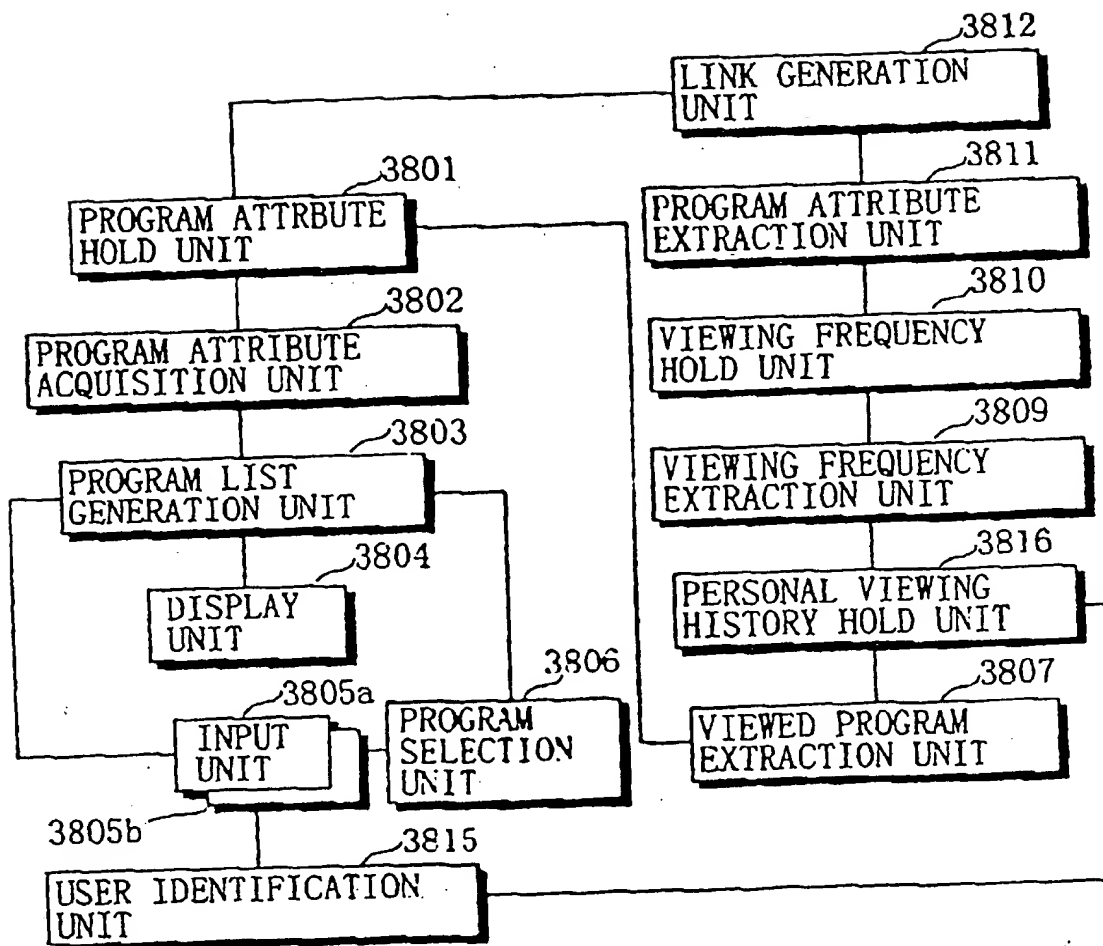 3812
LINK GENERATION
UNIT
3801
PROGRAM ATTRBUTE
HOLD UNIT
3811
PROGRAM ATTRIBUTE
EXTRACTION UNIT
3802
PROGRAM ATTRIBUTE
ACQUISITION UNIT
3810
VIEWING FREQUENCY
HOLD UNIT
3803
PROGRAM LIST
GENERATION UNIT
3809
VIEWING FREQUENCY
EXTRACTION UNIT
3804
DISPLAY
UNIT
3816
PERSONAL VIEWING
HISTORY HOLD UNIT
3805a
INPUT
UNIT
3805b
3806
PROGRAM
SELECTION
UNIT
3807
VIEWED PROGRAM
EXTRACTION UNIT
3815
USER IDENTIFICATION
UNIT